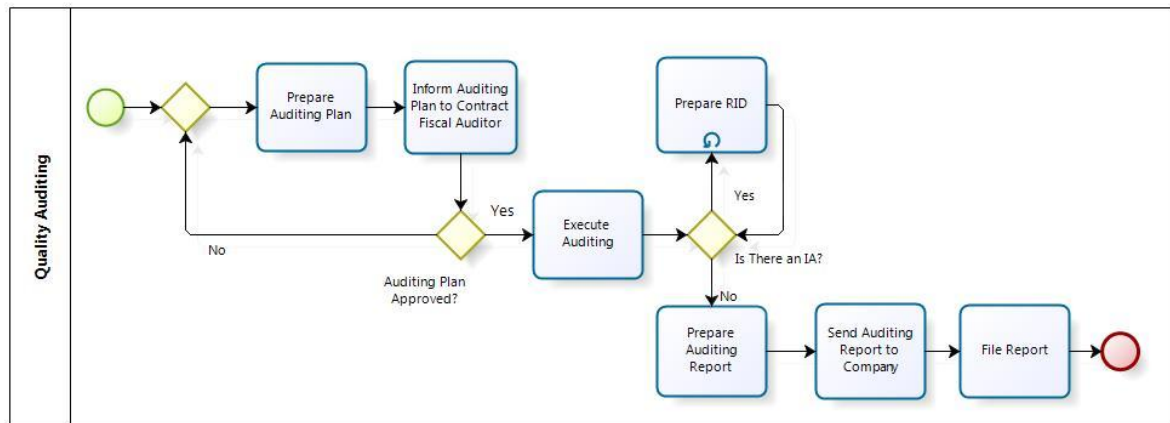 Quality Auditing
Prepare
Auditing Plan
Inform Auditing
Plan to Contract
Fiscal Auditor
No
Auditing Plan
Approved?
Yes
Execute
Auditing
Prepare RID
Yes
Is There an IA?
No
Prepare
Auditing
Report
Send Auditing
Report to
Company
File Report